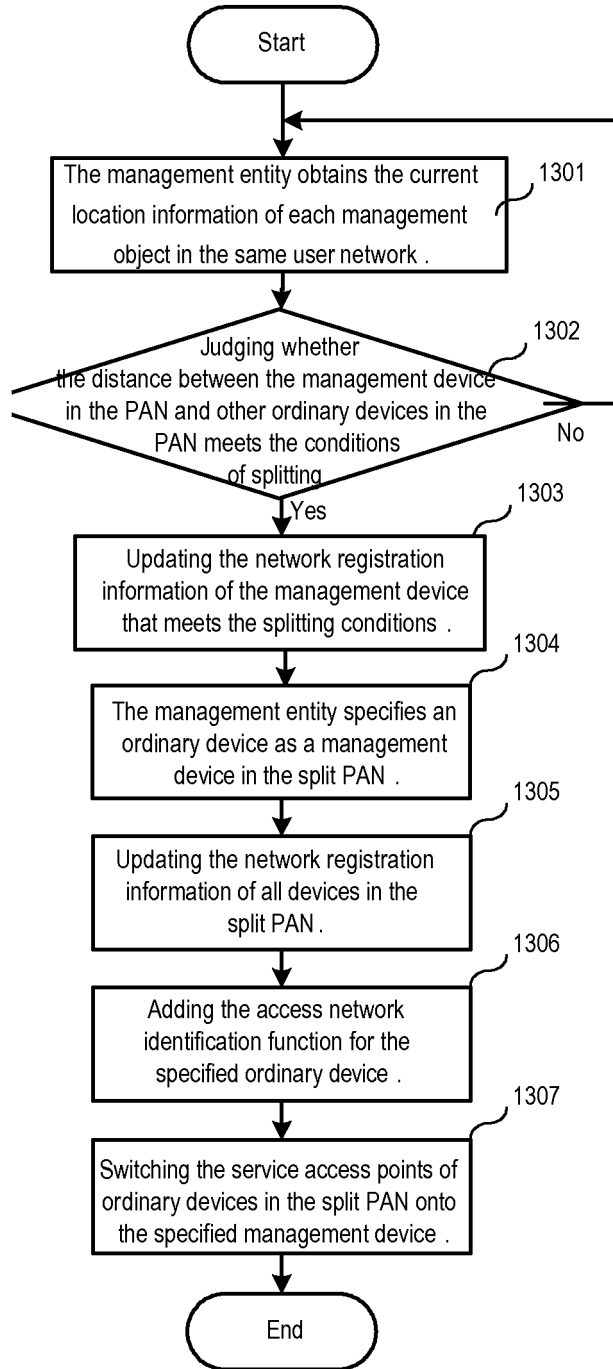 Start
The management entity obtains the current
location information of each management
object in the same user network .
1301
Judging whether
the distance between the management device
in the PAN and other ordinary devices in the
PAN meets the conditions
of splitting
1302
No
Yes
1303
Updating the network registration
information of the management device
that meets the splitting conditions .
1304
The management entity specifies an
ordinary device as a management
device in the split PAN .
1305
Updating the network registration
information of all devices in the
split PAN .
1306
Adding the access network
identification function for the
specified ordinary device .
1307
Switching the service access points of
ordinary devices in the split PAN onto
the specified management device .
End